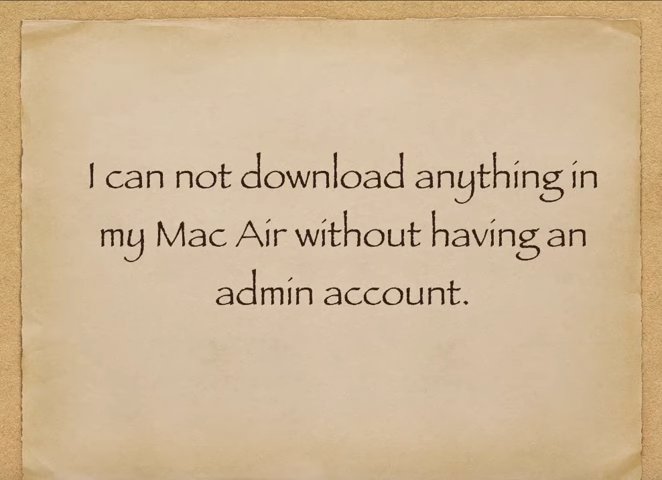 I can not download anything in
my Mac Air without having an
admin account.